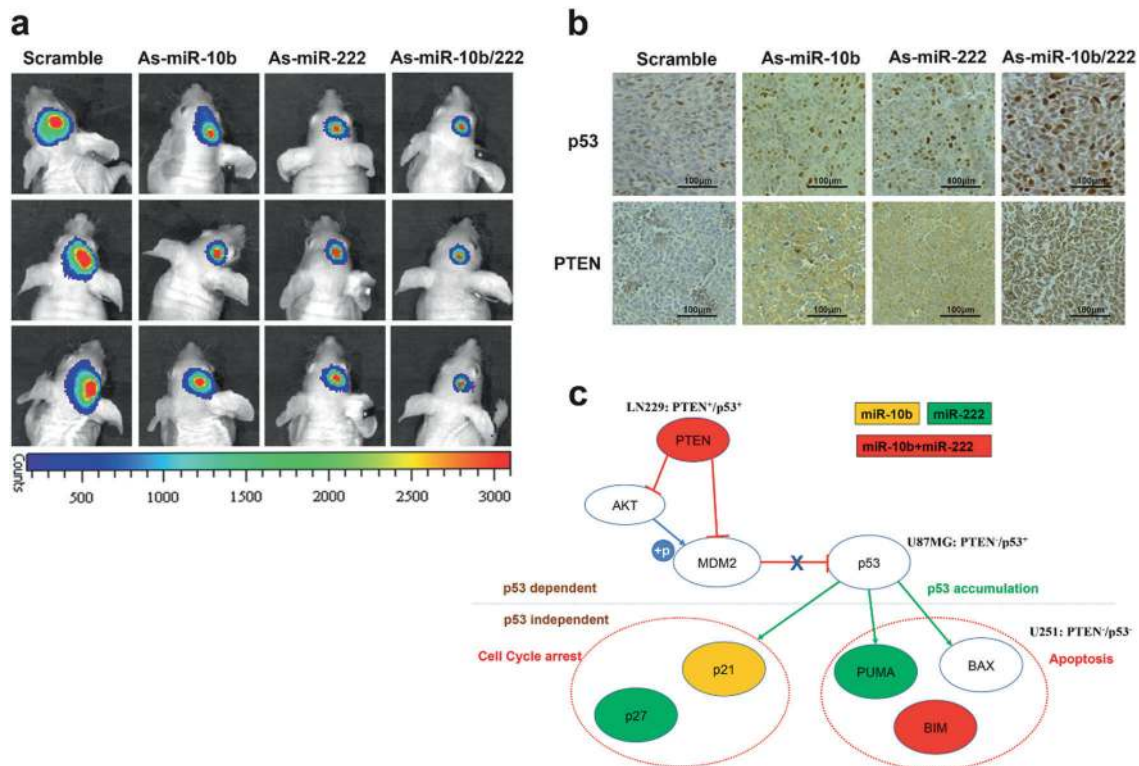 a
Scramble As-miR-10b As-miR-222 As-miR-10b/222
Counts
500 1000 1500 2000 2500 3000
b
Scramble As-miR-10b As-miR-222 As-miR-10b/222
p53
100μm 100μm 100μm 100μm
PTEN
100μm 100μm 100μm 100μm
c
LN229: PTEN⁺/p53⁺
miR-10b miR-222
miR-10b+miR-222
PTEN
AKT
+p
MDM2
X
p53
U87MG: PTEN⁻/p53⁺
p53 dependent
p53 accumulation
p53 independent
U251: PTEN⁻/p53⁻
Cell Cycle arrest
p21
p27
PUMA
BAX
Apoptosis
BIM